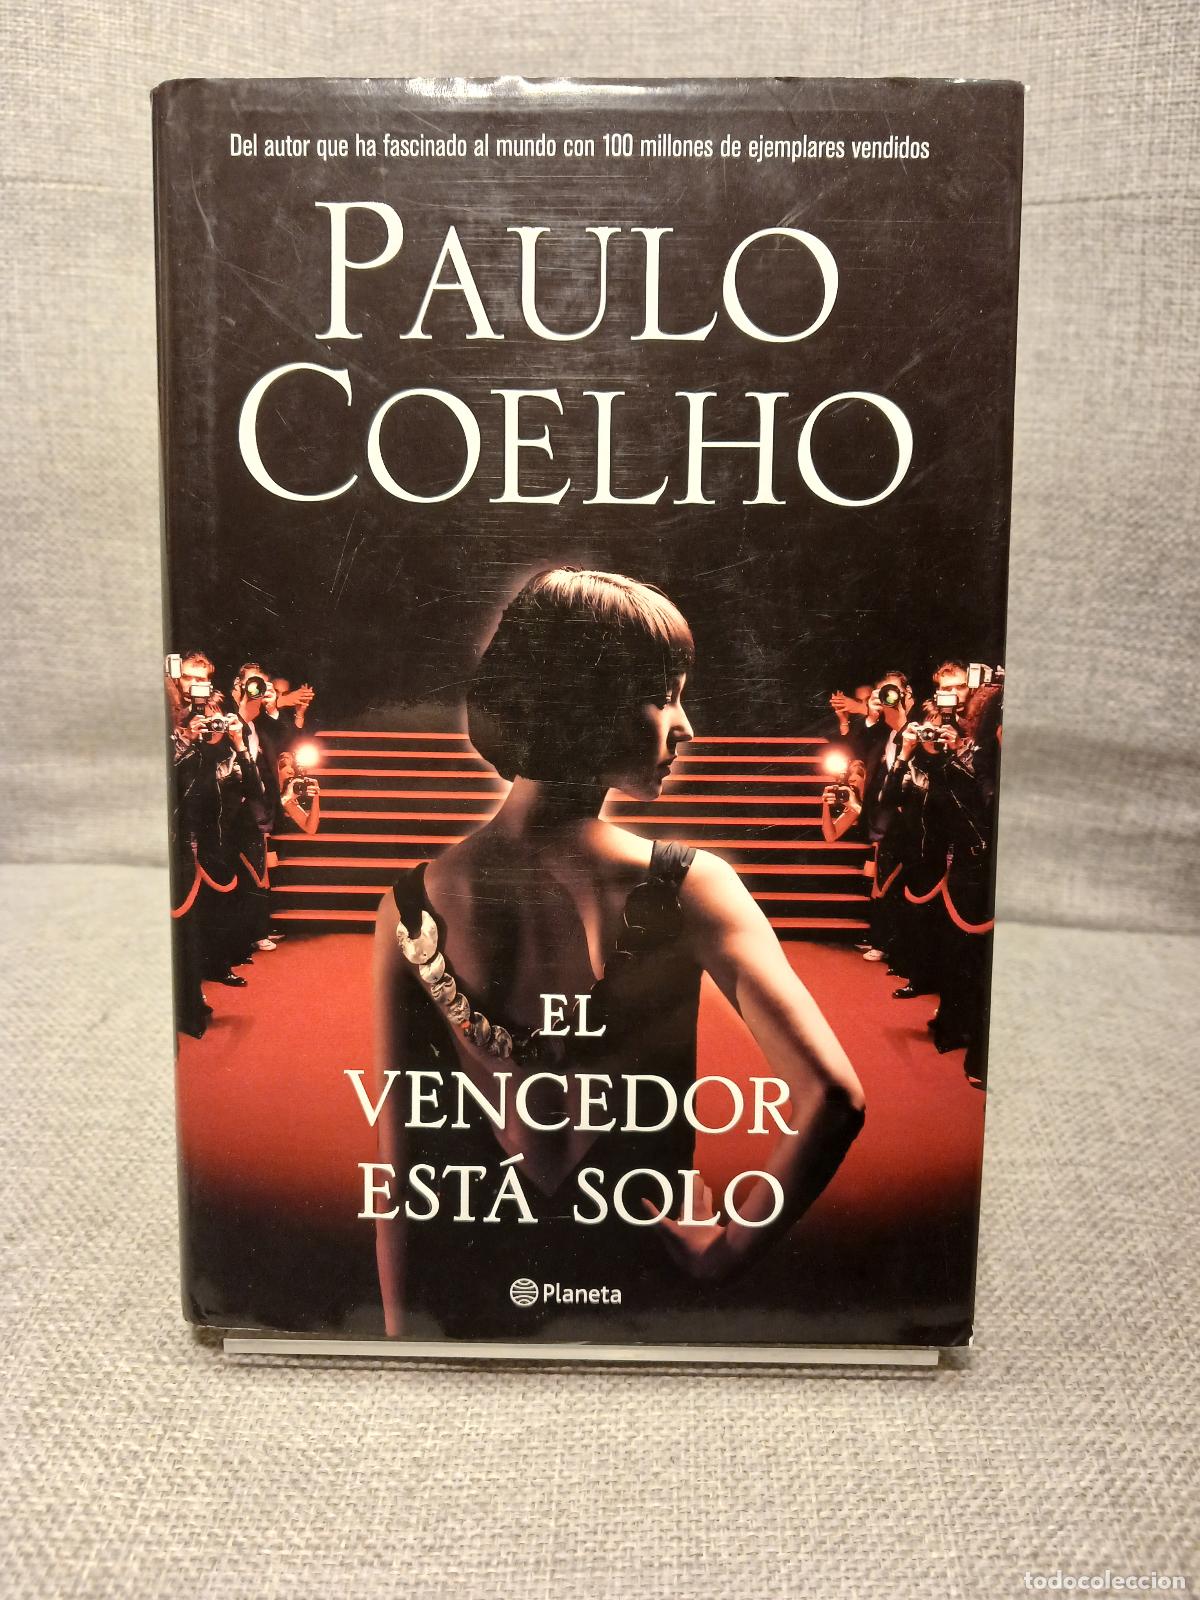 Del autor que ha fascinado al mundo con 100 millones de ejemplares vendidos
PAULO
COELHO
EL
VENCEDOR
ESTÁ SOLO
Planeta
todocoleccion